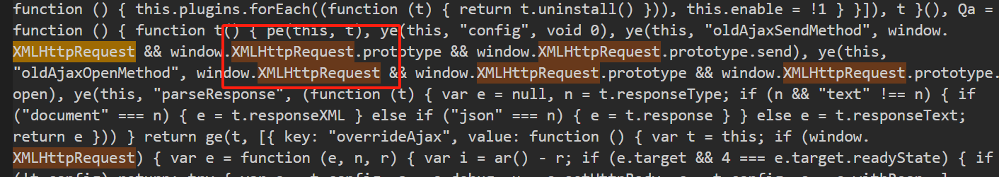 function () { this.plugins.forEach((function (t) { return t.uninstall() })), this.enable = !1 } }]), t }(), Qa =
function () { function t() { pe(this, t), ye(this, "config", void 0), ye(this, "oldAjaxSendMethod", window.
XMLHttpRequest && window.XMLHttpRequest.prototype && window.XMLHttpRequest.prototype.send), ye(this,
"oldAjaxOpenMethod", window.XMLHttpRequest && window.XMLHttpRequest.prototype && window.XMLHttpRequest.prototype.
open), ye(this, "parseResponse", (function (t) { var e = null, n = t.responseType; if (n && "text" !== n) { if
("document" === n) { e = t.responseXML } else if ("json" === n) { e = t.response } } else e = t.responseText;
return e })) } return ge(t, [{ key: "overrideAjax", value: function () { var t = this; if (window.
XMLHttpRequest) { var e = function (e, n, r) { var i = ar() - r; if (e.target && 4 === e.target.readyState) { if